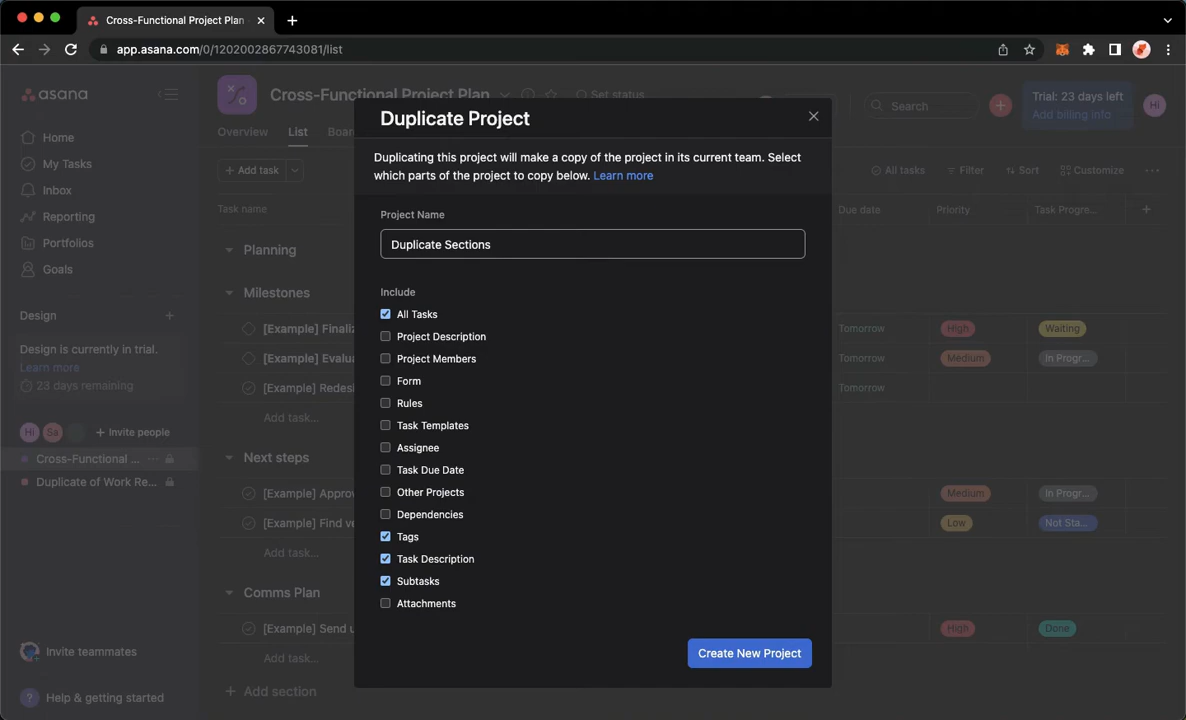 Cross-Functional Project Plan
app.asana.com/0/1202002867743081/list
asana
Cross-Functional Project Plan
Set status
Search
Trial: 23 days left
Add billing info
Hi
Overview
List
Boar
Home
My Tasks
Inbox
Reporting
Portfolios
Goals
Design
Design is currently in trial.
Learn more
23 days remaining
Hi
Sa
Invite people
Cross-Functional ...
Duplicate of Work Re...
Invite teammates
? Help & getting started
Add task
All tasks
Filter
Sort
Customize
Task name
Due date
Priority
Task Progre...
Planning
Milestones
[Example] Finaliz
Tomorrow
High
Waiting
[Example] Evalua
Tomorrow
Medium
In Progr...
[Example] Redesi
Tomorrow
Add task...
Next steps
[Example] Approv
Medium
In Progr...
[Example] Find ve
Low
Not Sta...
Add task...
Comms Plan
[Example] Send u
High
Done
Add task...
Add section
Duplicate Project
Duplicating this project will make a copy of the project in its current team. Select
which parts of the project to copy below. Learn more
Project Name
Duplicate Sections
Include
All Tasks
Project Description
Project Members
Form
Rules
Task Templates
Assignee
Task Due Date
Other Projects
Dependencies
Tags
Task Description
Subtasks
Attachments
Create New Project